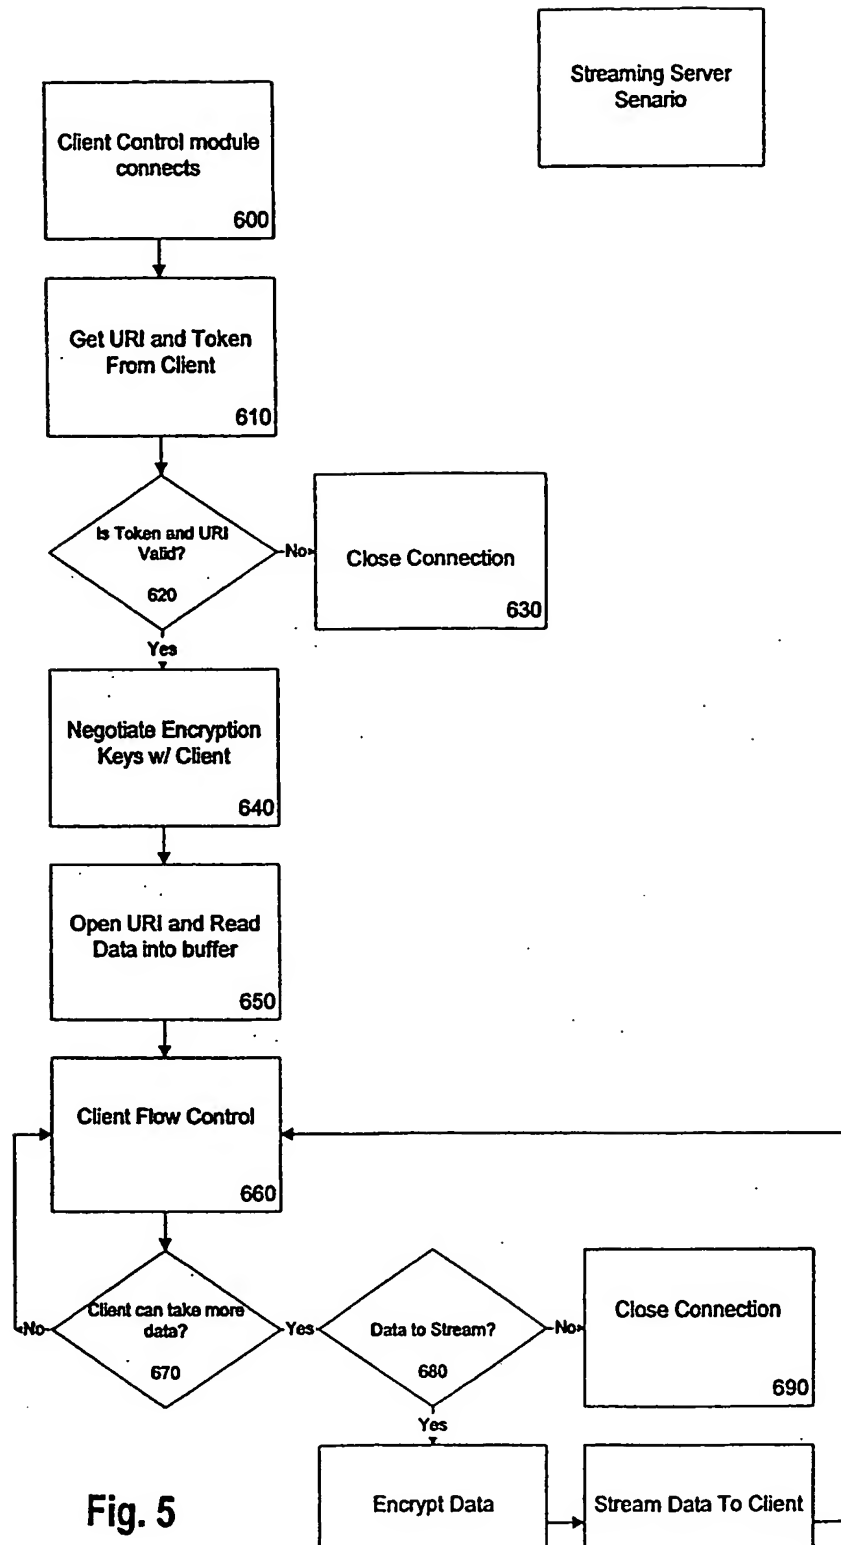 Streaming Server
Senario
Client Control module
connects
600
Get URI and Token
From Client
610
Is Token and URI
Valid?
620
No
Close Connection
630
Yes
Negotiate Encryption
Keys w/ Client
640
Open URI and Read
Data into buffer
650
Client Flow Control
660
Client can take more
data?
670
No
Yes
Data to Stream?
680
No
Close Connection
690
Yes
Encrypt Data
Stream Data To Client
Fig. 5